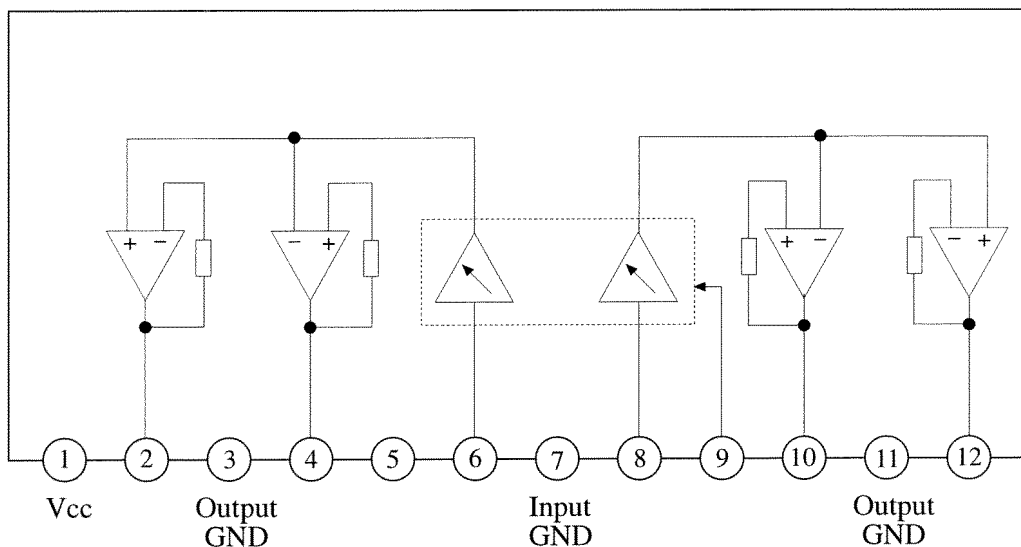 + − − + + − − +
1 2 3 4 5 6 7 8 9 10 11 12
Vcc Output Input Output
GND GND GND